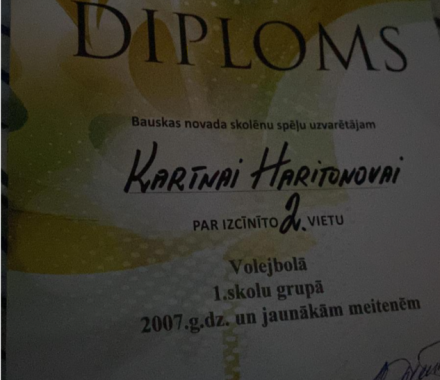 DIPLOMS
Bauskas novada skolēnu spēļu uzvarētājam
KARĪNAI HARITONOVAI
PAR IZCĪNĪTO 2. VIETU
Volejbolā
1.skolu grupā
2007.g.dz. un jaunākām meitenēm